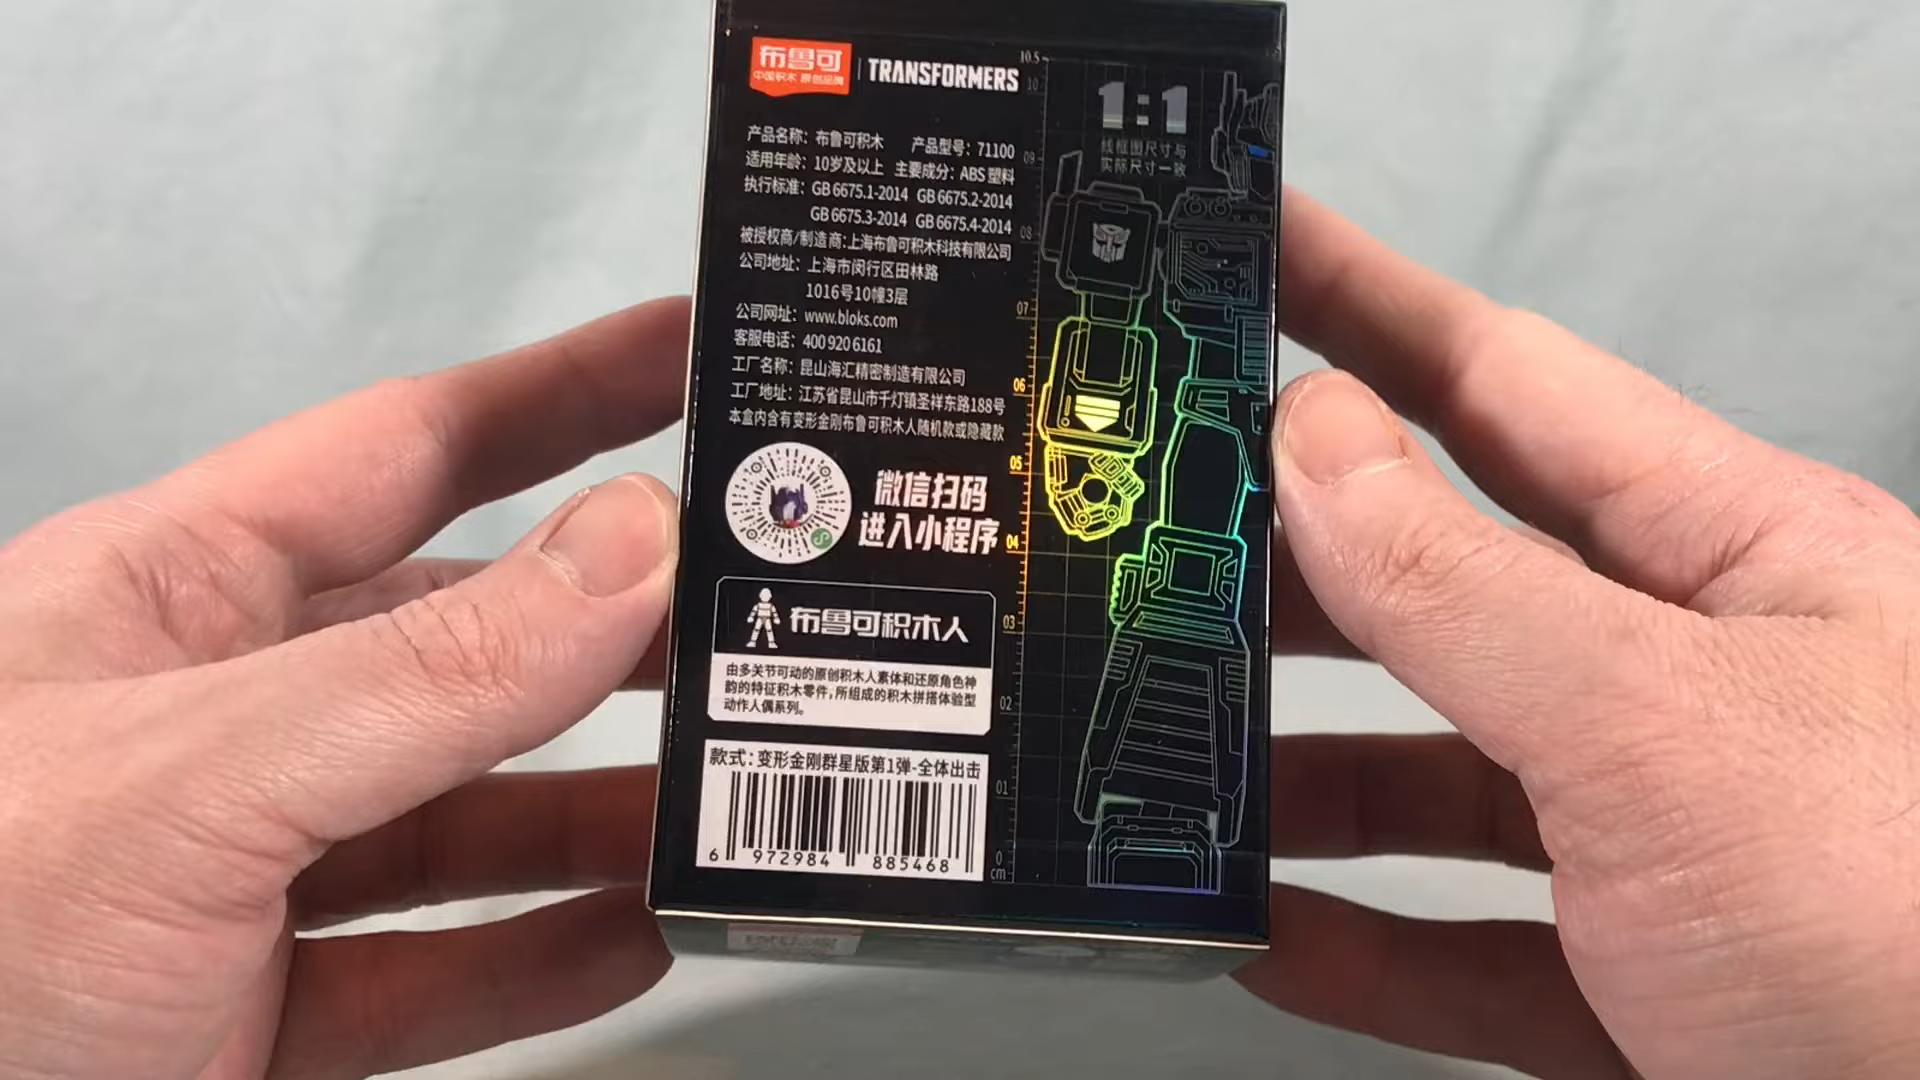 布鲁可
中国积木 原创品牌
TRANSFORMERS
产品名称：布鲁可积木 产品型号：71100
适用年龄：10岁及以上 主要成分：ABS 塑料
执行标准：GB 6675.1-2014 GB 6675.2-2014
GB 6675.3-2014 GB 6675.4-2014
被授权商/制造商：上海布鲁可积木科技有限公司
公司地址：上海市闵行区田林路
1016号10幢3层
公司网址：www.bloks.com
客服电话：400 920 6161
工厂名称：昆山海汇精密制造有限公司
工厂地址：江苏省昆山市千灯镇圣祥东路188号
本盒内含有变形金刚布鲁可积木人随机款或隐藏款
微信扫码
进入小程序
布鲁可积木人
由多关节可动的原创积木人素体和还原角色神
韵的特征积木零件，所组成的积木拼搭体验型
动作人偶系列。
款式：变形金刚群星版第1弹-全体出击
6 972984 885468
1:1
线框图尺寸与
实际尺寸一致
10.5
10
09
08
07
06
05
04
03
02
01
0
cm